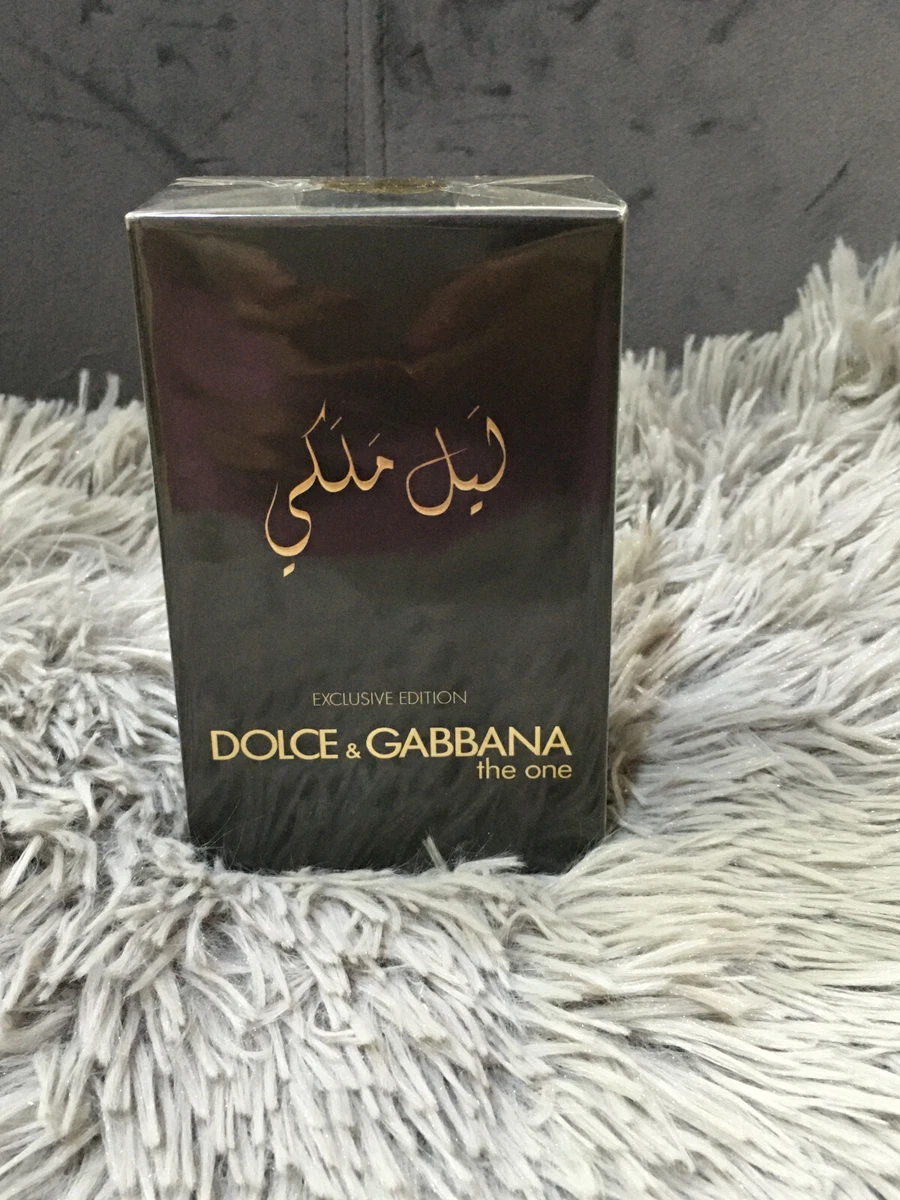 لَيل مَلَكي
EXCLUSIVE EDITION
DOLCE & GABBANA
the one